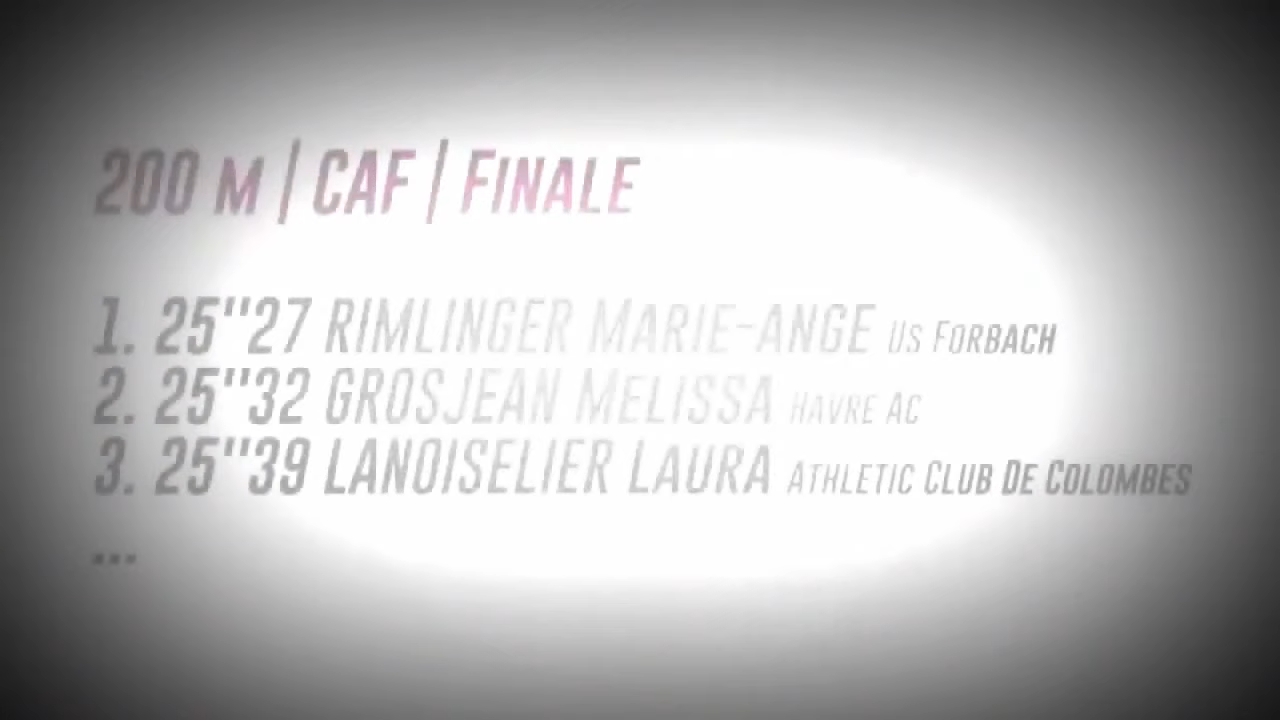 200 M | CAF | FINALE
1. 25"27 RIMLINGER MARIE-ANGE US FORBACH
2. 25"32 GROSJEAN MELISSA HAVRE AC
3. 25"39 LANOISELIER LAURA ATHLETIC CLUB DE COLOMBES
...